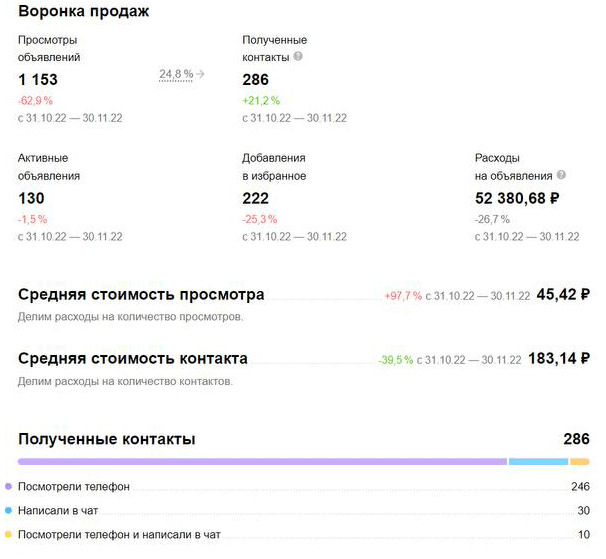 Воронка продаж
Просмотры
объявлений
1 153
-62,9 %
с 31.10.22 — 30.11.22
24,8 % →
Полученные
контакты ?
286
+21,2 %
с 31.10.22 — 30.11.22
Активные
объявления
130
-1,5 %
с 31.10.22 — 30.11.22
Добавления
в избранное
222
-25,3 %
с 31.10.22 — 30.11.22
Расходы
на объявления ?
52 380,68 ₽
-26,7 %
с 31.10.22 — 30.11.22
Средняя стоимость просмотра +97,7 % с 31.10.22 — 30.11.22 45,42 ₽
Делим расходы на количество просмотров.
Средняя стоимость контакта -39,5 % с 31.10.22 — 30.11.22 183,14 ₽
Делим расходы на количество контактов.
Полученные контакты 286
Посмотрели телефон 246
Написали в чат 30
Посмотрели телефон и написали в чат 10